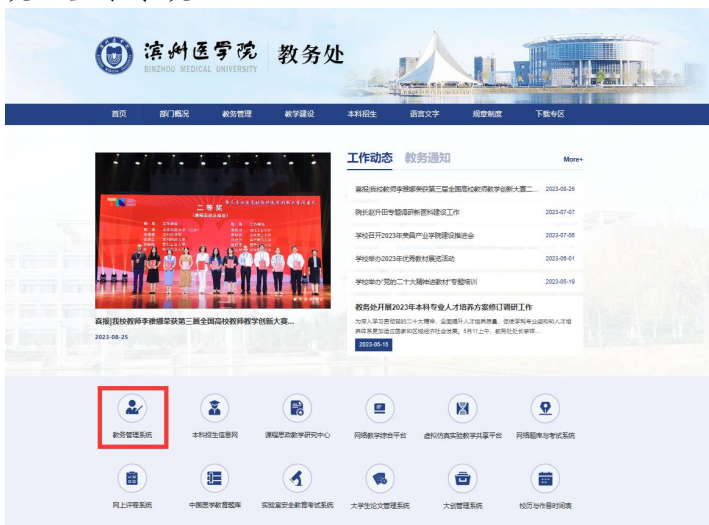 滨州医学院 教务处
BINZHOU MEDICAL UNIVERSITY
首页 部门概况 教务管理 教学建设 本科招生 语言文字 规章制度 下载专区
工作动态 教务通知 More+
喜报|我校教师李雅娜荣获第三届全国高校教师教学创新大赛二... 2023-08-25
院长赵升田专题调研新医科建设工作 2023-07-07
学校召开2023年度产业学院建设推进会 2023-07-06
学校举办2023年优秀教材展览活动 2023-06-01
学校举办"党的二十大精神进教材"专题培训 2023-05-19
教务处开展2023年本科专业人才培养方案修订调研工作
2023-05-15
二等奖
喜报|我校教师李雅娜荣获第三届全国高校教师教学创新大赛...
2023-08-25
教务管理系统 本科招生信息网 课程思政教学研究中心 网络教学综合平台 虚拟仿真实验教学共享平台 网络题库与考试系统
网上评卷系统 中国医学教育题库 实验室安全教育考试系统 大学生论文管理系统 大创管理系统 校历与作息时间表